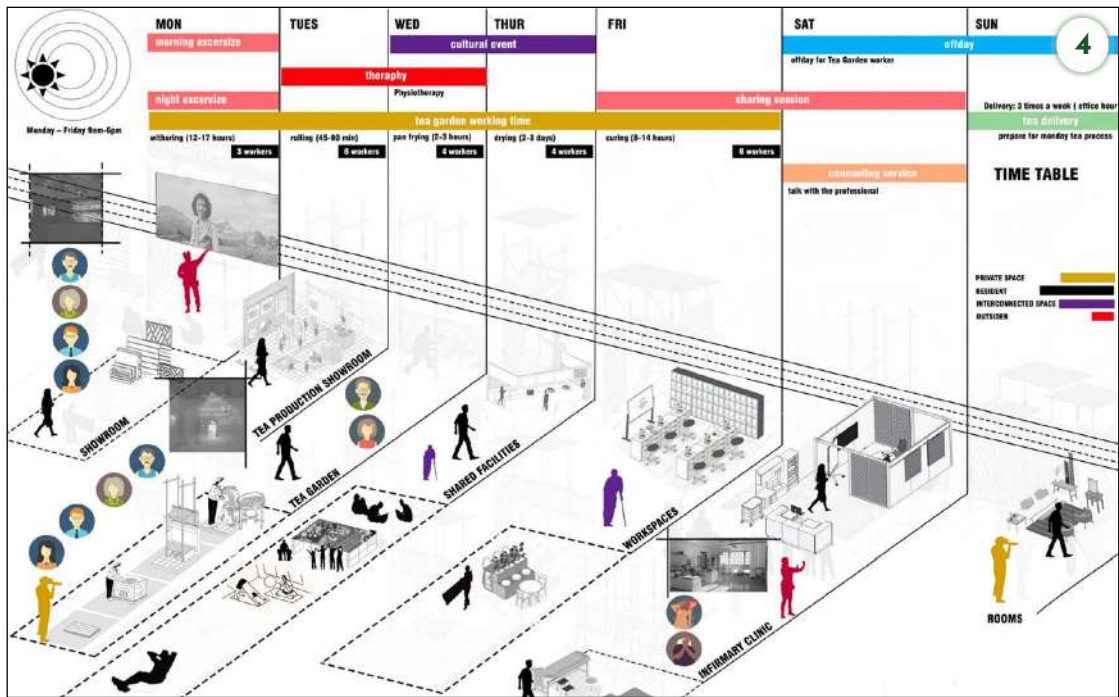 MON
TUES
WED
THUR
FRI
SAT
SUN
4
morning excersize
cultural event
offday
offday for Tea Garden worker
theraphy
Physiotherapy
night excersize
sharing session
Delivery: 3 times a week ( office hour
Monday – Friday 9am-6pm
tea garden working time
tea delivery
withering (12-17 hours)
rolling (45-90 min)
pan frying (2-3 hours)
drying (2-3 days)
curing (8-14 hours)
prepare for monday tea process
3 workers
6 workers
4 workers
4 workers
6 workers
counseling service
talk with the professional
TIME TABLE
PRIVATE SPACE
RESIDENT
INTERCONNECTED SPACE
OUTSIDER
SHOWROOM
TEA PRODUCTION SHOWROOM
TEA GARDEN
SHARED FACILITIES
WORKSPACES
INFIRMARY CLINIC
ROOMS